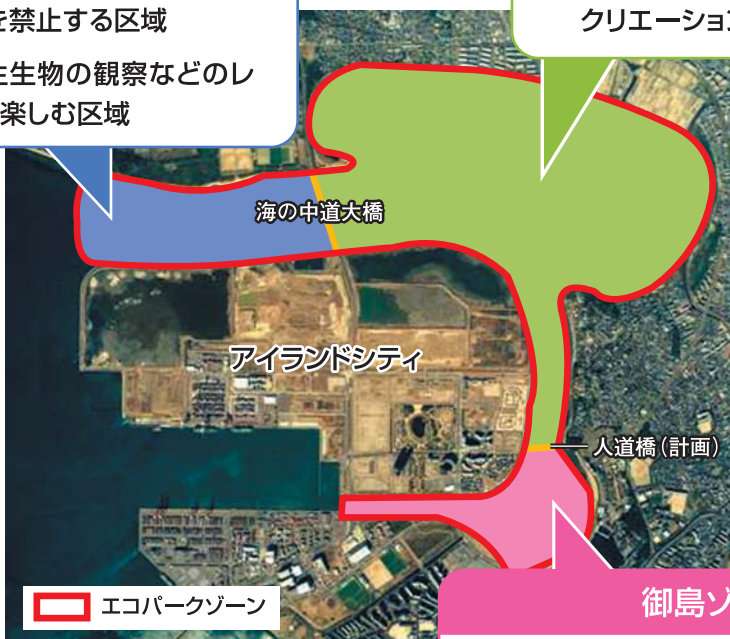 を禁止する区域
生生物の観察などのレ
楽しむ区域
クリエーション
海の中道大橋
アイランドシティ
人道橋(計画)
御島ゾ
エコパークゾーン